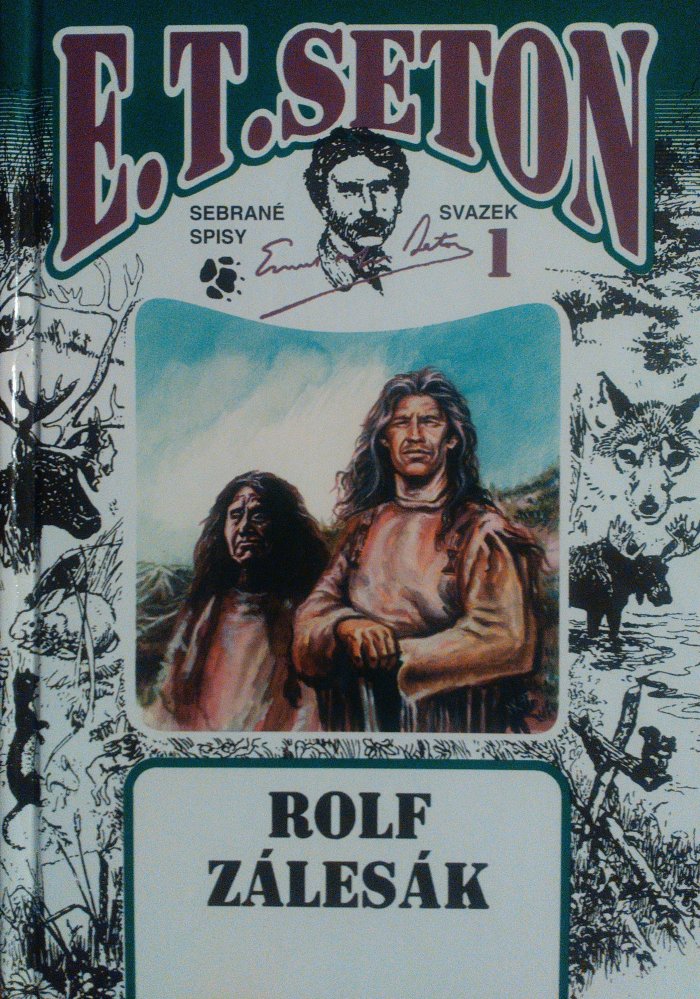 E.T.SETON
SEBRANÉ SVAZEK
SPISY 1
ROLF
ZÁLESÁK